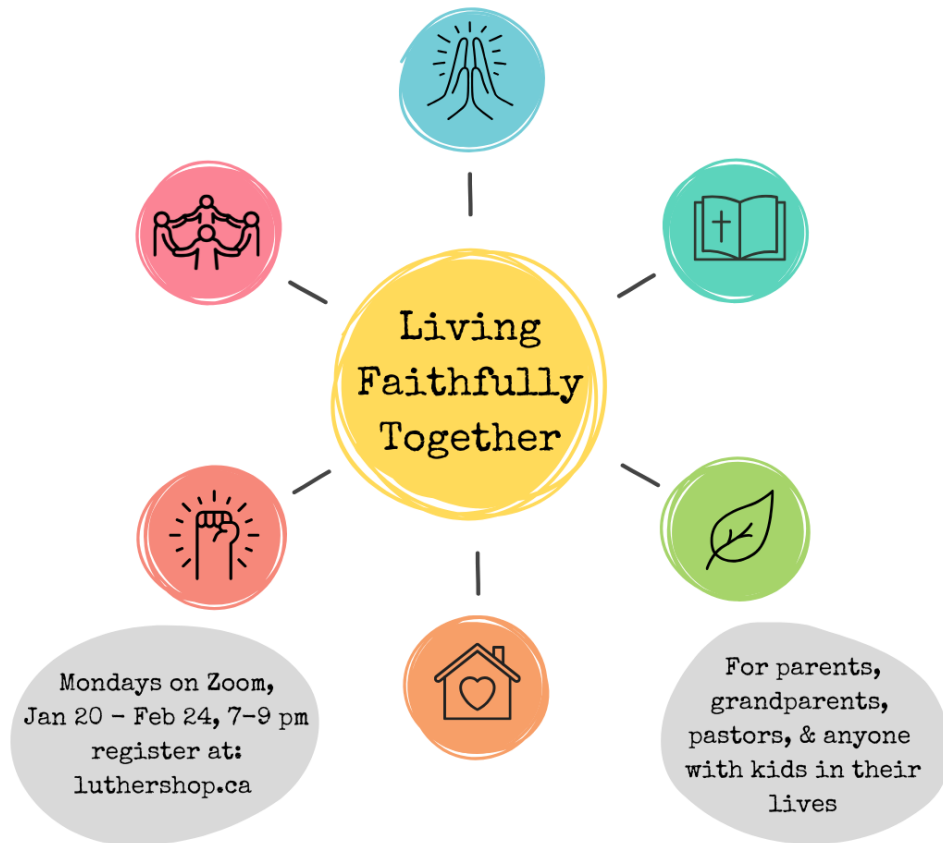 Living
Faithfully
Together
Mondays on Zoom,
Jan 20 - Feb 24, 7-9 pm
register at:
luthershop.ca
For parents,
grandparents,
pastors, & anyone
with kids in their
lives